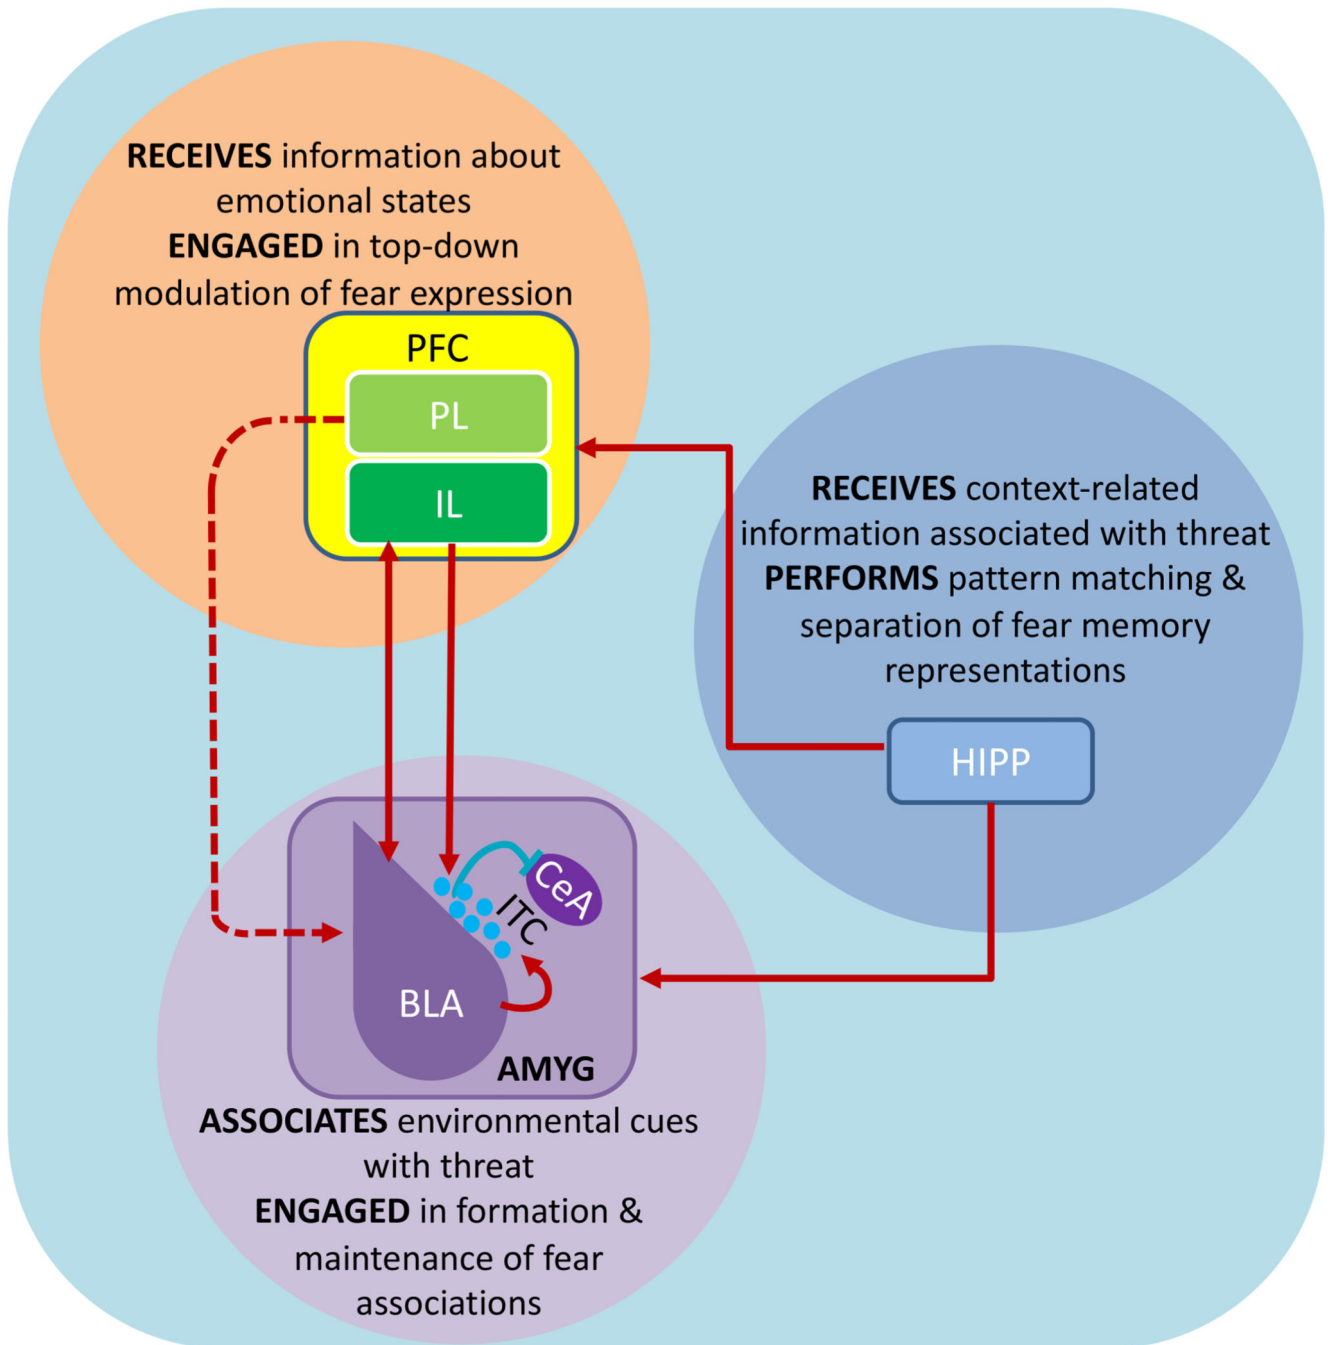 RECEIVES information about
emotional states
ENGAGED in top-down
modulation of fear expression
PFC
PL
IL
RECEIVES context-related
information associated with threat
PERFORMS pattern matching &
separation of fear memory
representations
HIPP
CeA
ITC
BLA
AMYG
ASSOCIATES environmental cues
with threat
ENGAGED in formation &
maintenance of fear
associations